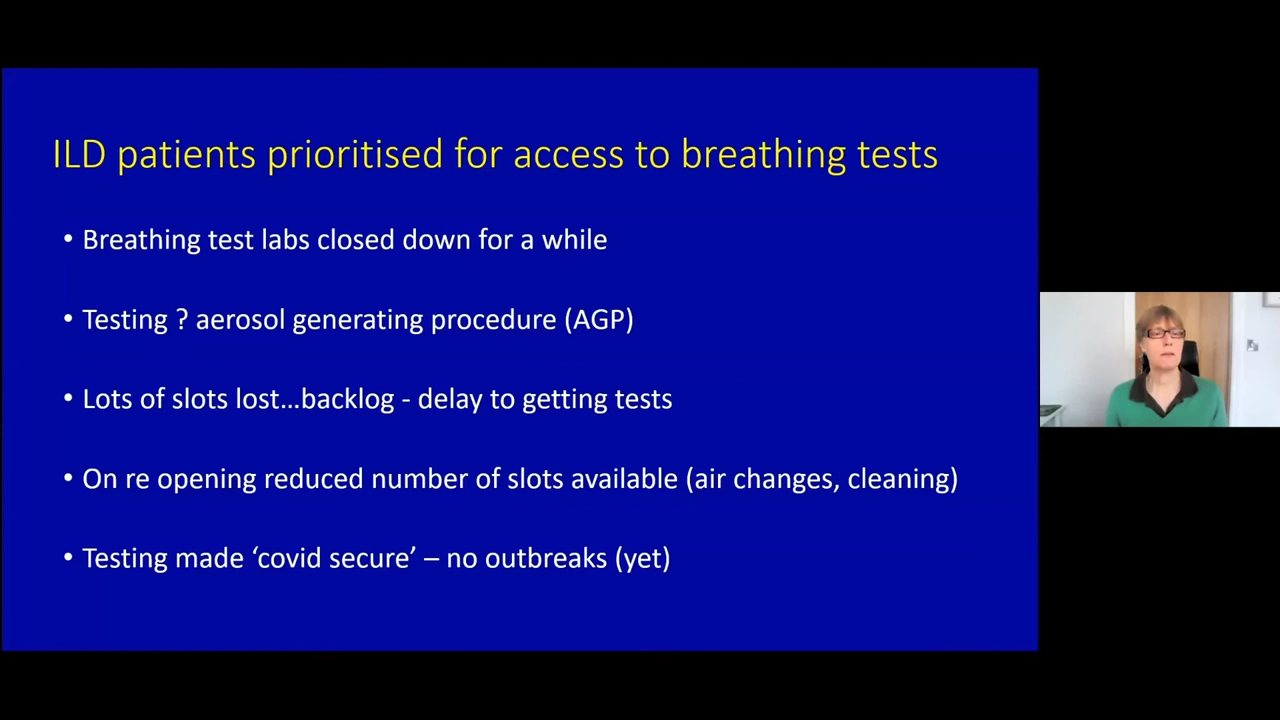 ILD patients prioritised for access to breathing tests
• Breathing test labs closed down for a while
• Testing ? aerosol generating procedure (AGP)
• Lots of slots lost…backlog - delay to getting tests
• On re opening reduced number of slots available (air changes, cleaning)
• Testing made ‘covid secure’ – no outbreaks (yet)